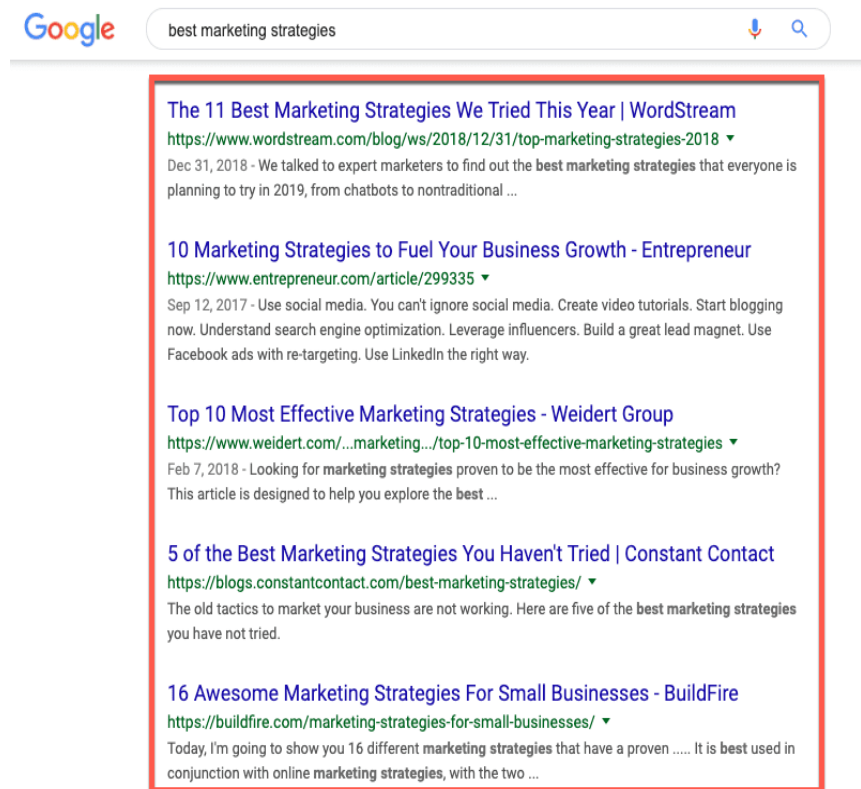 Google
best marketing strategies
The 11 Best Marketing Strategies We Tried This Year | WordStream
https://www.wordstream.com/blog/ws/2018/12/31/top-marketing-strategies-2018
Dec 31, 2018 - We talked to expert marketers to find out the best marketing strategies that everyone is
planning to try in 2019, from chatbots to nontraditional ...
10 Marketing Strategies to Fuel Your Business Growth - Entrepreneur
https://www.entrepreneur.com/article/299335
Sep 12, 2017 - Use social media. You can't ignore social media. Create video tutorials. Start blogging
now. Understand search engine optimization. Leverage influencers. Build a great lead magnet. Use
Facebook ads with re-targeting. Use LinkedIn the right way.
Top 10 Most Effective Marketing Strategies - Weidert Group
https://www.weidert.com/...marketing.../top-10-most-effective-marketing-strategies
Feb 7, 2018 - Looking for marketing strategies proven to be the most effective for business growth?
This article is designed to help you explore the best ...
5 of the Best Marketing Strategies You Haven't Tried | Constant Contact
https://blogs.constantcontact.com/best-marketing-strategies/
The old tactics to market your business are not working. Here are five of the best marketing strategies
you have not tried.
16 Awesome Marketing Strategies For Small Businesses - BuildFire
https://buildfire.com/marketing-strategies-for-small-businesses/
Today, I'm going to show you 16 different marketing strategies that have a proven ..... It is best used in
conjunction with online marketing strategies, with the two ...